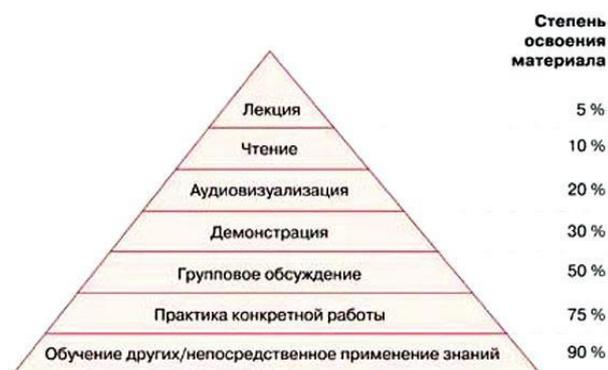 Степень
освоения
материала
Лекция 5 %
Чтение 10 %
Аудиовизуализация 20 %
Демонстрация 30 %
Групповое обсуждение 50 %
Практика конкретной работы 75 %
Обучение других/непосредственное применение знаний 90 %